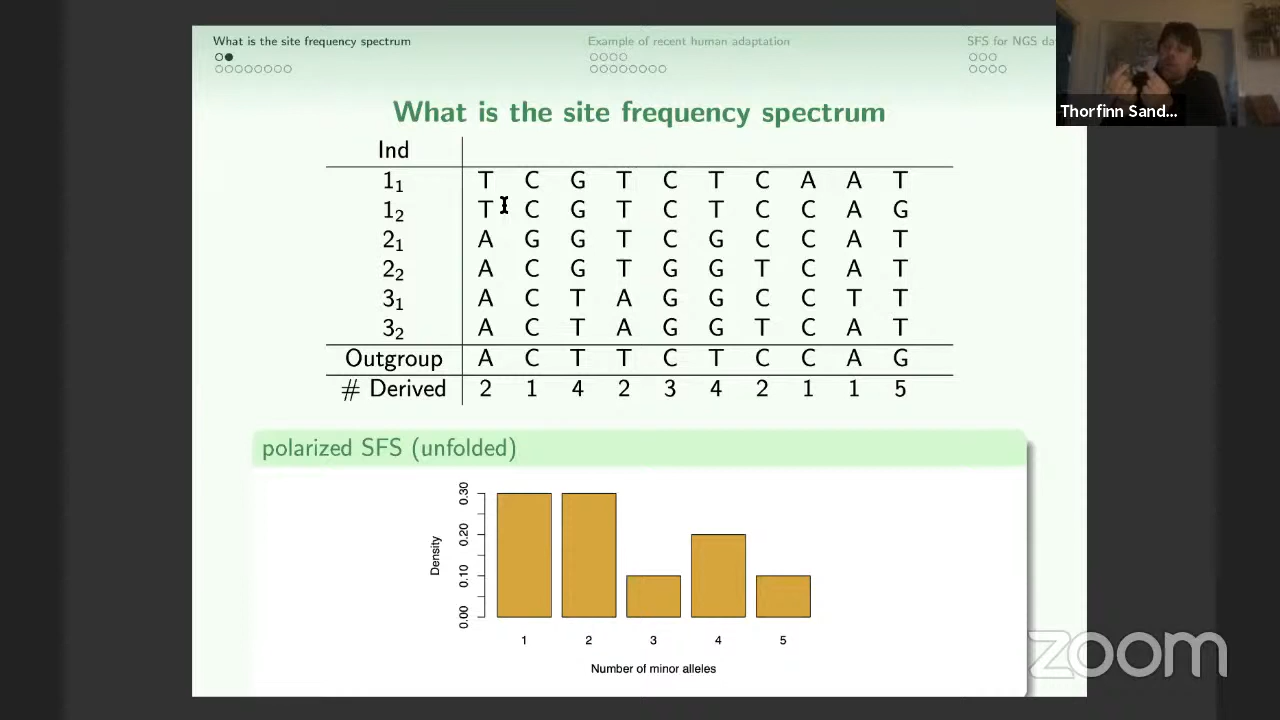 What is the site frequency spectrum Example of recent human adaptation SFS for NGS da
Thorfinn Sand...
What is the site frequency spectrum
Ind
1₁ T C G T C T C A A T
1₂ T C G T C T C C A G
2₁ A G G T C G C C A T
2₂ A C G T G G T C A T
3₁ A C T A G G C C T T
3₂ A C T A G G T C A T
Outgroup A C T T C T C C A G
# Derived 2 1 4 2 3 4 2 1 1 5
polarized SFS (unfolded)
Density
0.30
0.20
0.10
0.00
1 2 3 4 5
Number of minor alleles
zoom